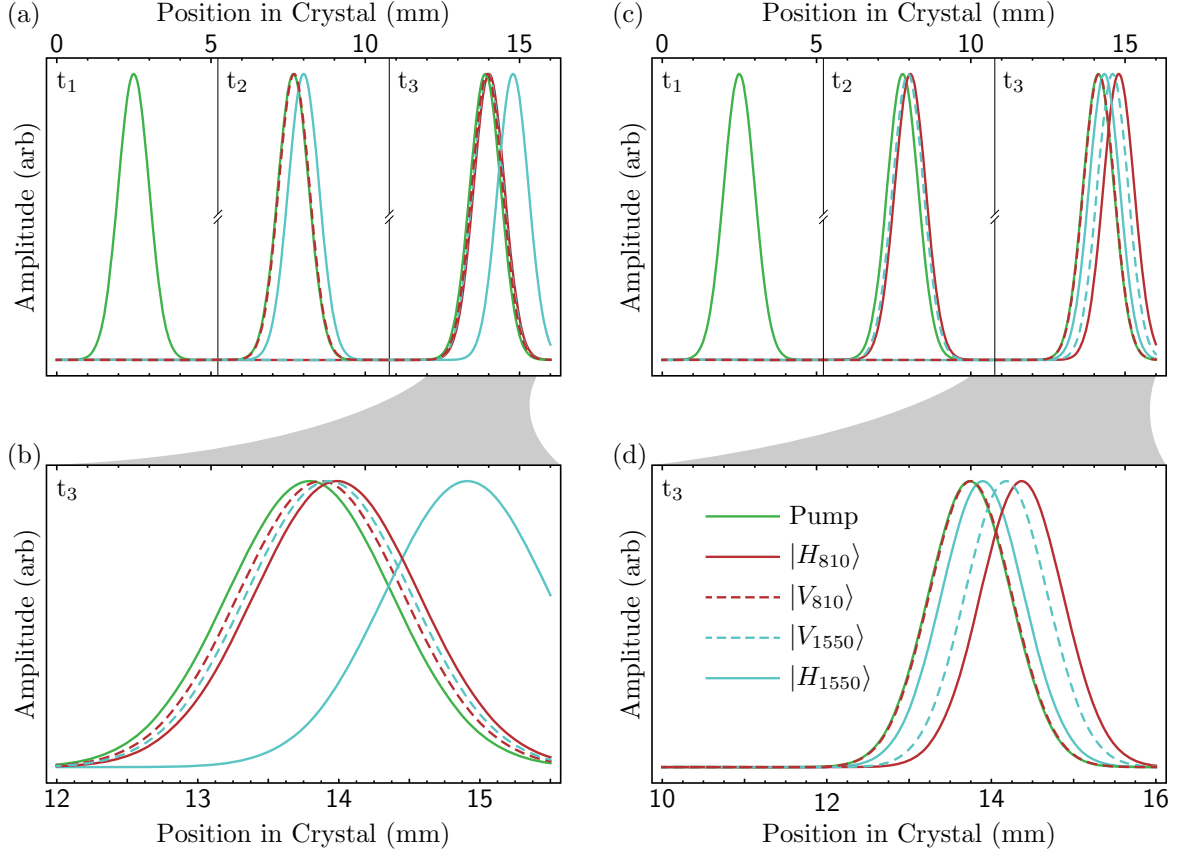 (a)
Position in Crystal (mm)
0 5 10 15
t₁ t₂ t₃
Amplitude (arb)
(c)
Position in Crystal (mm)
0 5 10 15
t₁ t₂ t₃
Amplitude (arb)
(b)
t₃
Amplitude (arb)
12 13 14 15
Position in Crystal (mm)
(d)
t₃
Pump
|H₈₁₀⟩
|V₈₁₀⟩
|V₁₅₅₀⟩
|H₁₅₅₀⟩
Amplitude (arb)
10 12 14 16
Position in Crystal (mm)